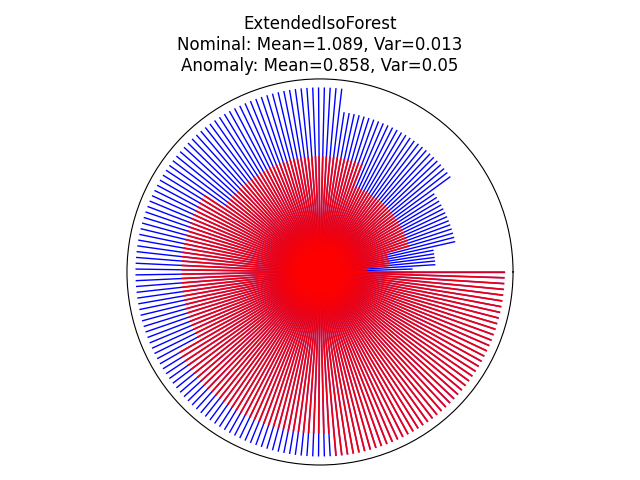 ExtendedIsoForest
Nominal: Mean=1.089, Var=0.013
Anomaly: Mean=0.858, Var=0.05